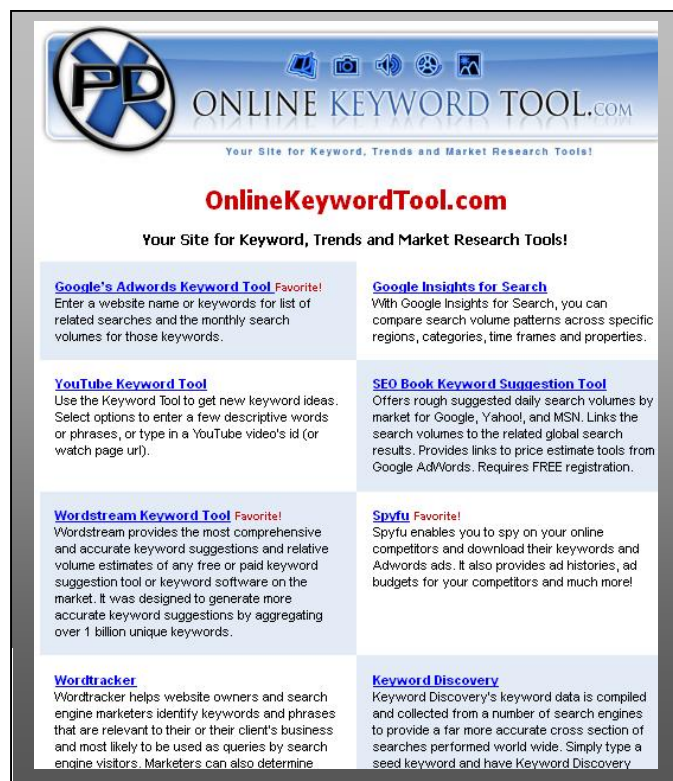 PD
ONLINE KEYWORD TOOL.COM
Your Site for Keyword, Trends and Market Research Tools!
OnlineKeywordTool.com
Your Site for Keyword, Trends and Market Research Tools!
Google's Adwords Keyword Tool Favorite!
Enter a website name or keywords for list of
related searches and the monthly search
volumes for those keywords.
Google Insights for Search
With Google Insights for Search, you can
compare search volume patterns across specific
regions, categories, time frames and properties.
YouTube Keyword Tool
Use the Keyword Tool to get new keyword ideas.
Select options to enter a few descriptive words
or phrases, or type in a YouTube video's id (or
watch page url).
SEO Book Keyword Suggestion Tool
Offers rough suggested daily search volumes by
market for Google, Yahoo!, and MSN. Links the
search volumes to the related global search
results. Provides links to price estimate tools from
Google AdWords. Requires FREE registration.
Wordstream Keyword Tool Favorite!
Wordstream provides the most comprehensive
and accurate keyword suggestions and relative
volume estimates of any free or paid keyword
suggestion tool or keyword software on the
market. It was designed to generate more
accurate keyword suggestions by aggregating
over 1 billion unique keywords.
Spyfu Favorite!
Spyfu enables you to spy on your online
competitors and download their keywords and
Adwords ads. It also provides ad histories, ad
budgets for your competitors and much more!
Wordtracker
Wordtracker helps website owners and search
engine marketers identify keywords and phrases
that are relevant to their or their client's business
and most likely to be used as queries by search
engine visitors. Marketers can also determine
Keyword Discovery
Keyword Discovery's keyword data is compiled
and collected from a number of search engines
to provide a far more accurate cross section of
searches performed world wide. Simply type a
seed keyword and have Keyword Discovery